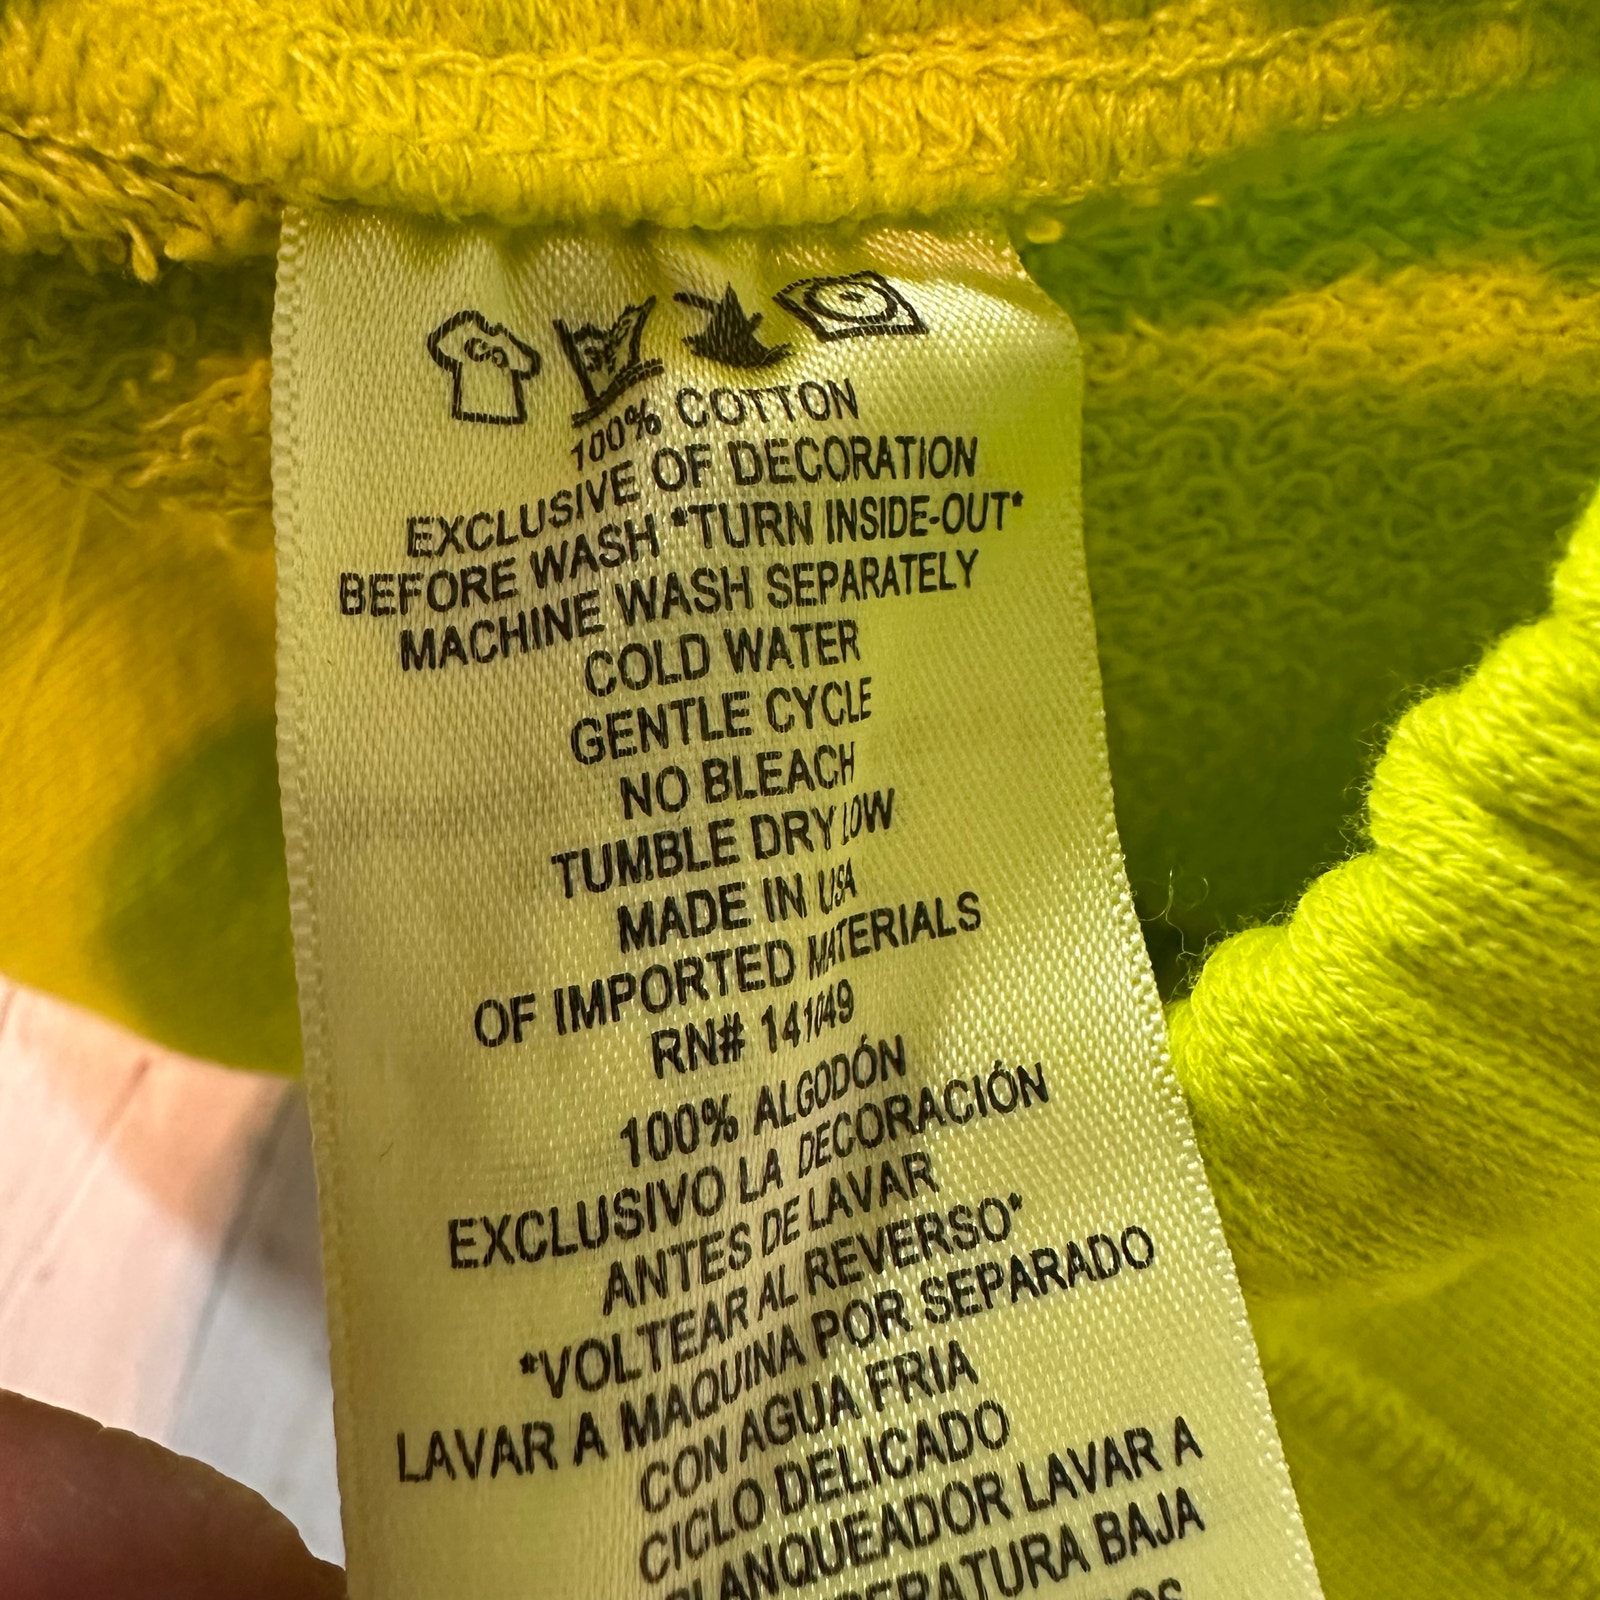 100% COTTON
EXCLUSIVE OF DECORATION
BEFORE WASH *TURN INSIDE-OUT*
MACHINE WASH SEPARATELY
COLD WATER
GENTLE CYCLE
NO BLEACH
TUMBLE DRY LOW
MADE IN USA
OF IMPORTED MATERIALS
RN# 141049
100% ALGODÓN
EXCLUSIVO LA DECORACIÓN
ANTES DE LAVAR
*VOLTEAR AL REVERSO*
LAVAR A MAQUINA POR SEPARADO
CON AGUA FRIA
CICLO DELICADO
LAVAR A
BAJA